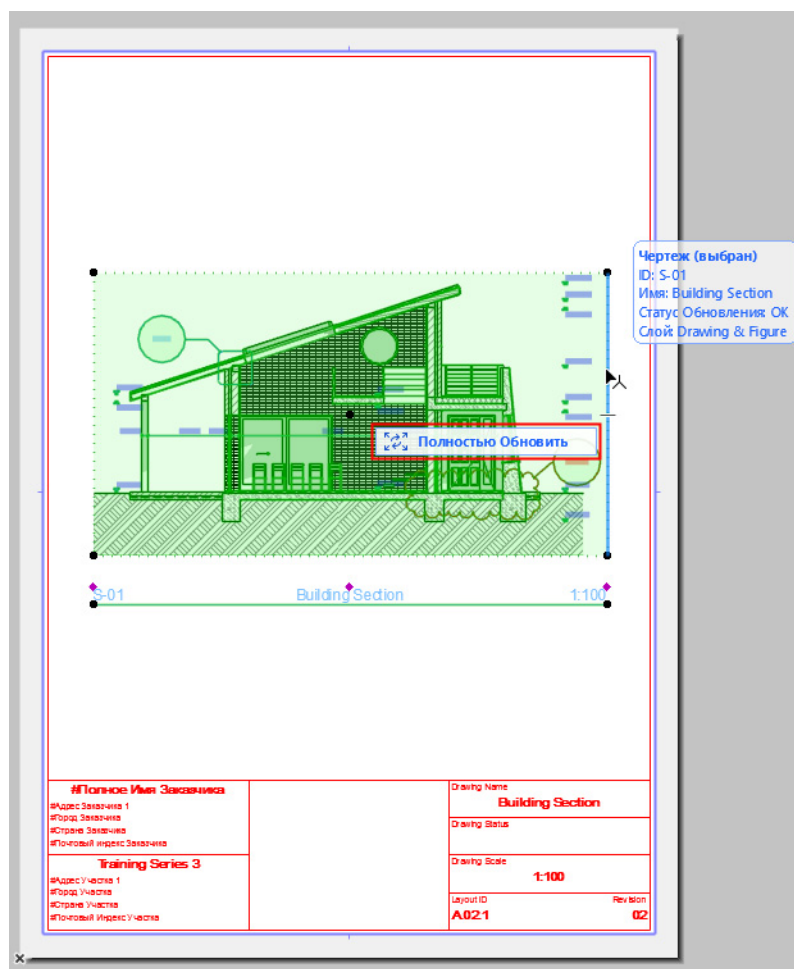 Чертеж (выбран)
ID: S-01
Имя: Building Section
Статус Обновления: ОК
Слой: Drawing & Figure
Полностью Обновить
S-01 Building Section 1:100
#Полное Имя Заказчика
#Адрес Заказчика 1
#Город Заказчика
#Страна Заказчика
#Почтовый индекс Заказчика
Training Series 3
#Адрес Участка 1
#Город Участка
#Страна Участка
#Почтовый Индекс Участка
Drawing Name
Building Section
Drawing Status
Drawing Scale
1:100
Layout ID Revision
A.02.1 02